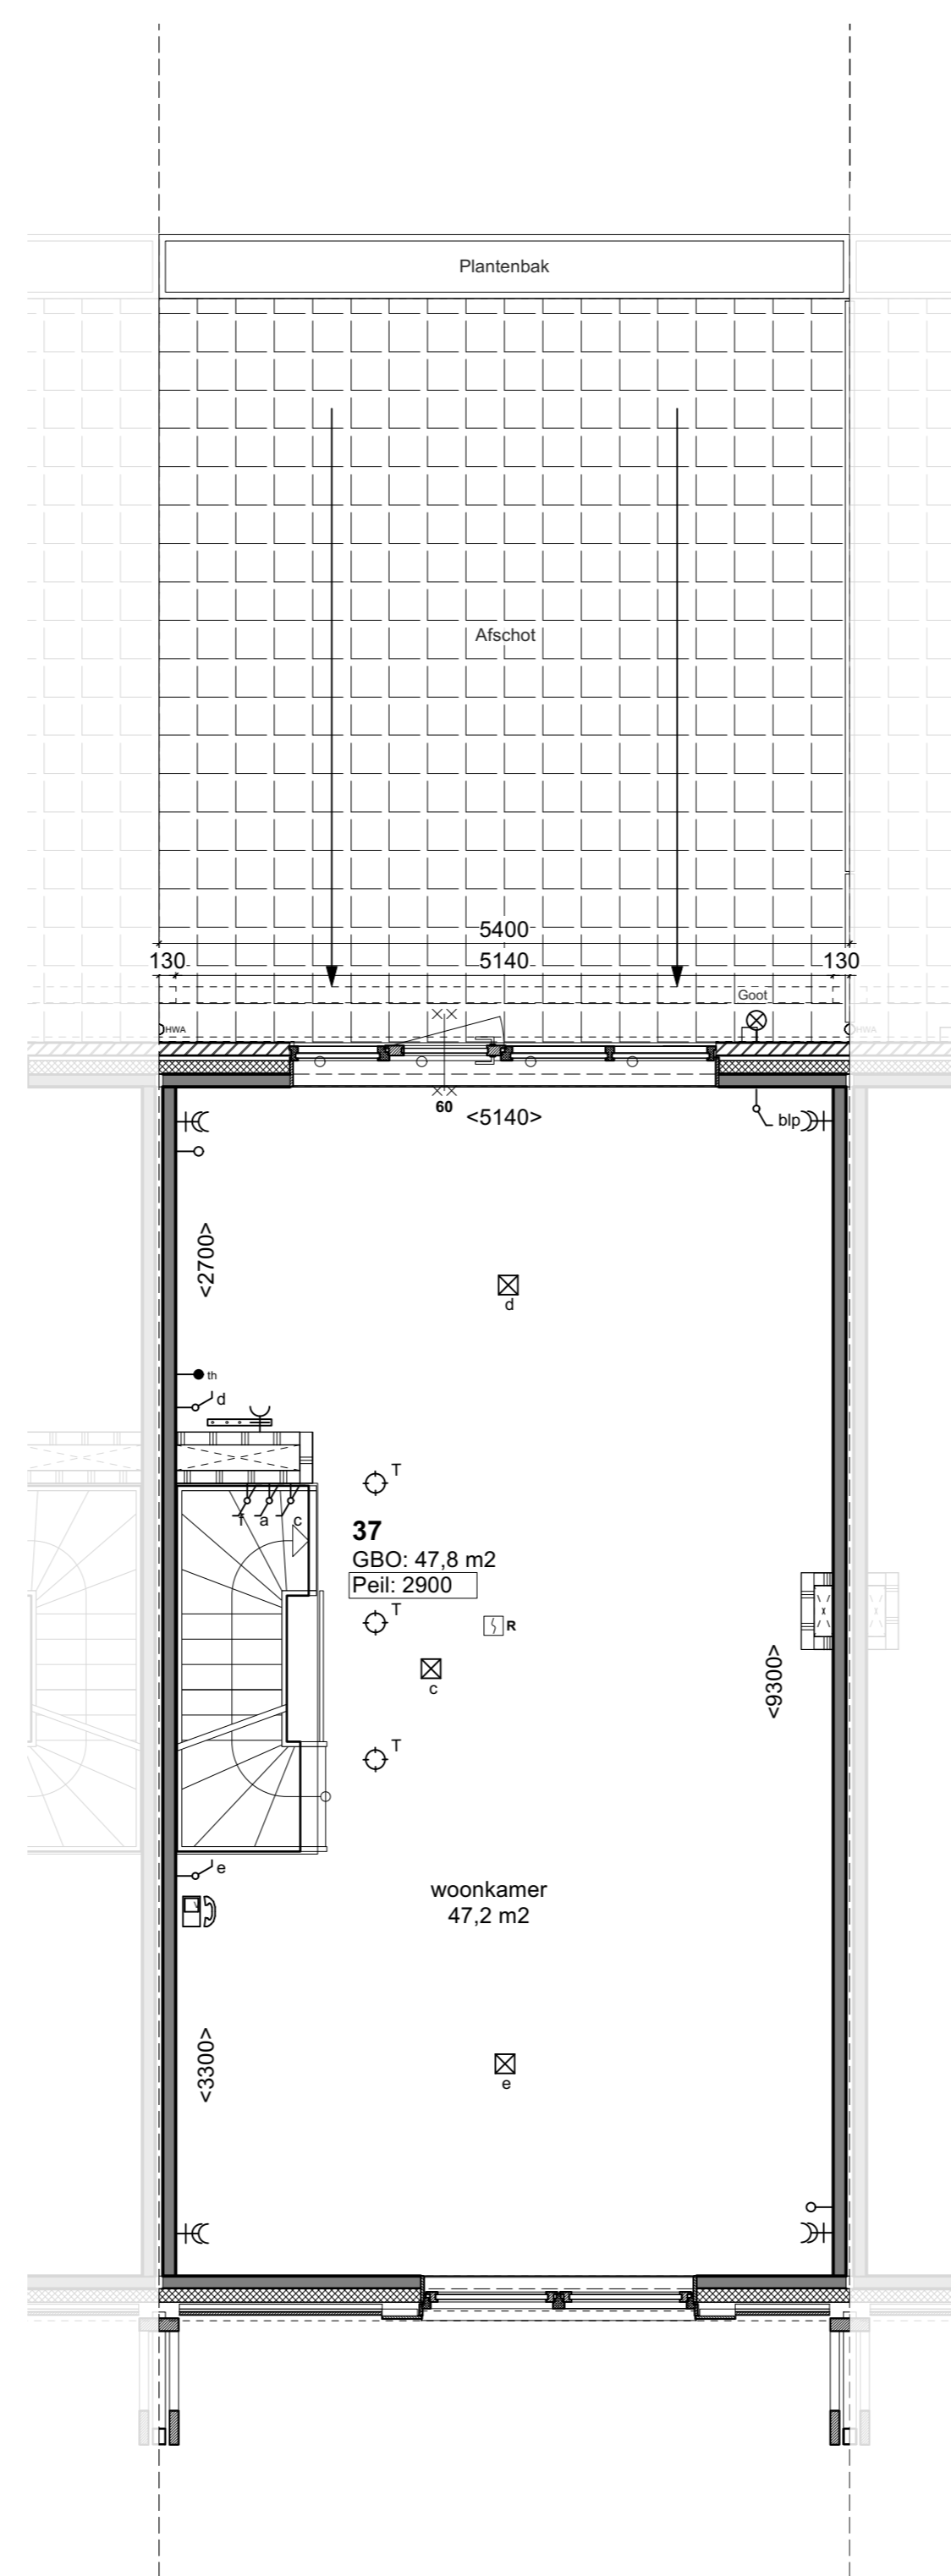 Plantenbak
Afschot
5400
130
5140
130
Goot
HWA
HWA
60
<5140>
blp
<2700>
d
th
d
T
f
a
c
37
GBO: 47,8 m2
Peil: 2900
T
R
c
<9300>
T
e
woonkamer
47,2 m2
<3300>
e